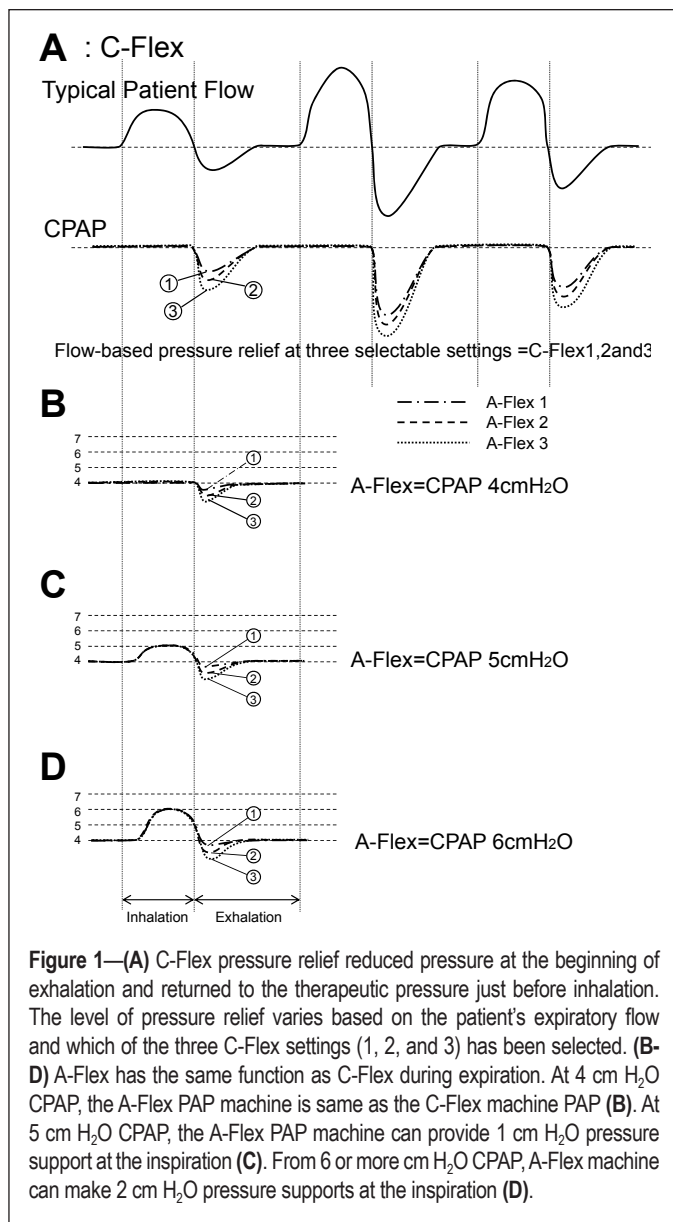 A : C-Flex
Typical Patient Flow
CPAP
① ②
③
Flow-based pressure relief at three selectable settings =C-Flex1,2and3
B
A-Flex 1
A-Flex 2
A-Flex 3
7
6
5
4
①
②
③
A-Flex=CPAP 4cmH₂O
C
7
6
5
4
①
②
③
A-Flex=CPAP 5cmH₂O
D
7
6
5
4
①
②
③
A-Flex=CPAP 6cmH₂O
Inhalation Exhalation
Figure 1—(A) C-Flex pressure relief reduced pressure at the beginning of
exhalation and returned to the therapeutic pressure just before inhalation.
The level of pressure relief varies based on the patient's expiratory flow
and which of the three C-Flex settings (1, 2, and 3) has been selected. (B-
D) A-Flex has the same function as C-Flex during expiration. At 4 cm H₂O
CPAP, the A-Flex PAP machine is same as the C-Flex machine PAP (B). At
5 cm H₂O CPAP, the A-Flex PAP machine can provide 1 cm H₂O pressure
support at the inspiration (C). From 6 or more cm H₂O CPAP, A-Flex machine
can make 2 cm H₂O pressure supports at the inspiration (D).